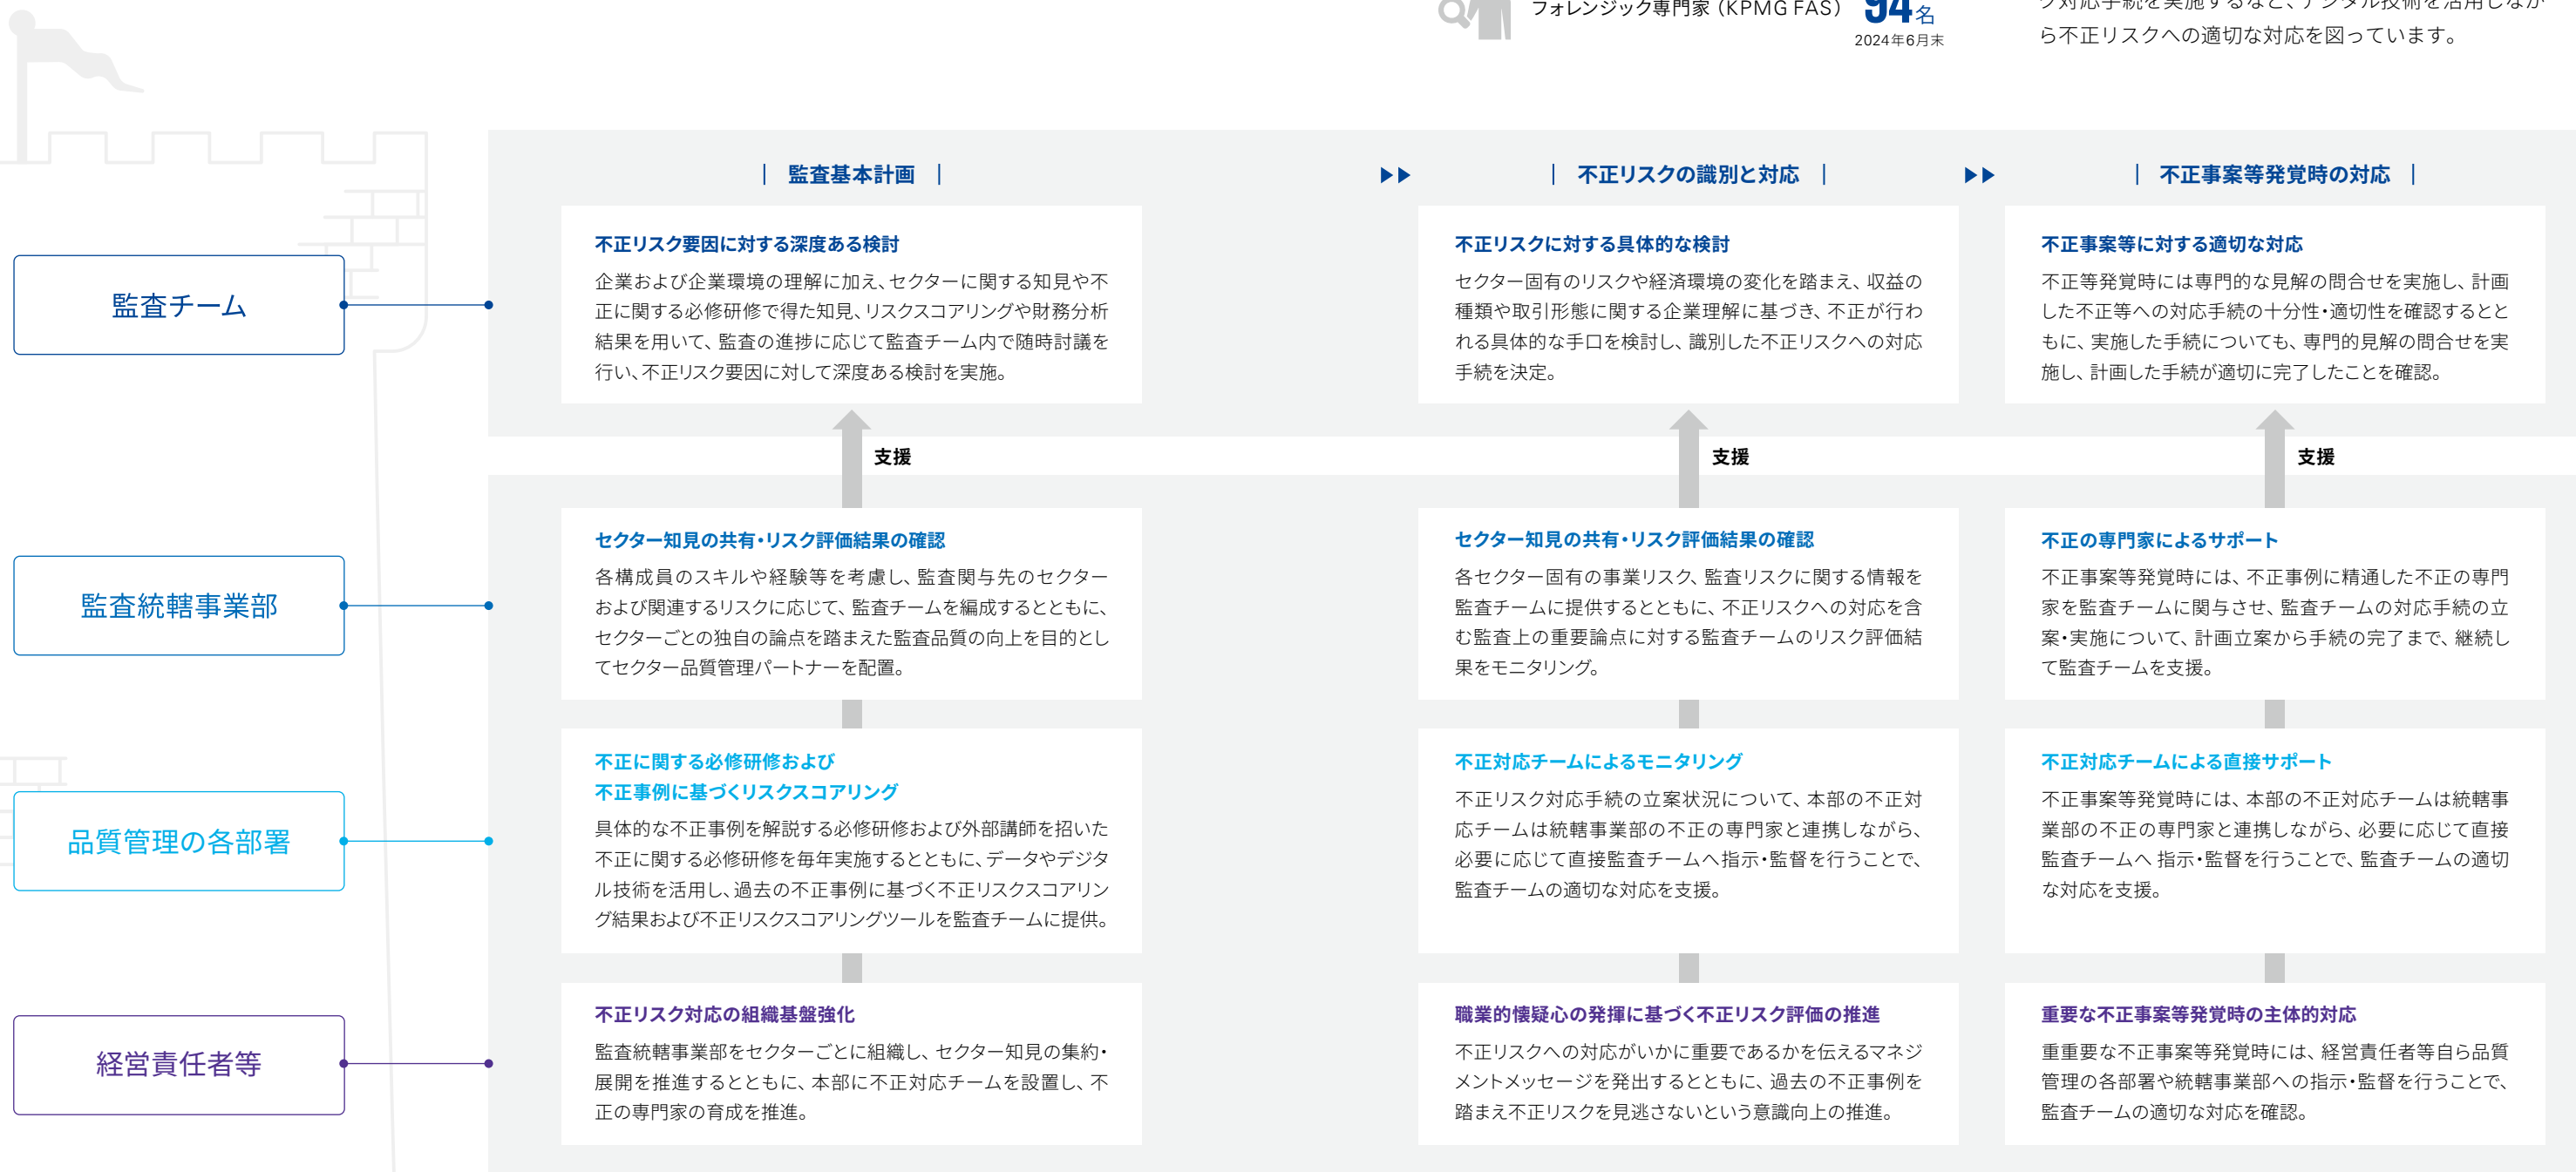 フォレンジック専門家（KPMG FAS） 94名
2024年6月末
ク対応手続を実施するなど、デジタル技術を活用しなが
ら不正リスクへの適切な対応を図っています。
監査基本計画
不正リスクの識別と対応
不正事案等発覚時の対応
監査チーム
不正リスク要因に対する深度ある検討
企業および企業環境の理解に加え、セクターに関する知見や不
正に関する必修研修で得た知見、リスクスコアリングや財務分析
結果を用いて、監査の進捗に応じて監査チーム内で随時討議を
行い、不正リスク要因に対して深度ある検討を実施。
不正リスクに対する具体的な検討
セクター固有のリスクや経済環境の変化を踏まえ、収益の
種類や取引形態に関する企業理解に基づき、不正が行わ
れる具体的な手口を検討し、識別した不正リスクへの対応
手続を決定。
不正事案等に対する適切な対応
不正等発覚時には専門的な見解の問合せを実施し、計画
した不正等への対応手続の十分性・適切性を確認するとと
もに、実施した手続についても、専門的見解の問合せを実
施し、計画した手続が適切に完了したことを確認。
支援
支援
支援
監査統轄事業部
セクター知見の共有・リスク評価結果の確認
各構成員のスキルや経験等を考慮し、監査関与先のセクター
および関連するリスクに応じて、監査チームを編成するとともに、
セクターごとの独自の論点を踏まえた監査品質の向上を目的とし
てセクター品質管理パートナーを配置。
セクター知見の共有・リスク評価結果の確認
各セクター固有の事業リスク、監査リスクに関する情報を
監査チームに提供するとともに、不正リスクへの対応を含
む監査上の重要論点に対する監査チームのリスク評価結
果をモニタリング。
不正の専門家によるサポート
不正事案等発覚時には、不正事例に精通した不正の専門
家を監査チームに関与させ、監査チームの対応手続の立
案・実施について、計画立案から手続の完了まで、継続し
て監査チームを支援。
品質管理の各部署
不正に関する必修研修および
不正事例に基づくリスクスコアリング
具体的な不正事例を解説する必修研修および外部講師を招いた
不正に関する必修研修を毎年実施するとともに、データやデジタ
ル技術を活用し、過去の不正事例に基づく不正リスクスコアリン
グ結果および不正リスクスコアリングツールを監査チームに提供。
不正対応チームによるモニタリング
不正リスク対応手続の立案状況について、本部の不正対
応チームは統轄事業部の不正の専門家と連携しながら、
必要に応じて直接監査チームへ指示・監督を行うことで、
監査チームの適切な対応を支援。
不正対応チームによる直接サポート
不正事案等発覚時には、本部の不正対応チームは統轄事
業部の不正の専門家と連携しながら、必要に応じて直接
監査チームへ 指示・監督を行うことで、監査チームの適切
な対応を支援。
経営責任者等
不正リスク対応の組織基盤強化
監査統轄事業部をセクターごとに組織し、セクター知見の集約・
展開を推進するとともに、本部に不正対応チームを設置し、不
正の専門家の育成を推進。
職業的懐疑心の発揮に基づく不正リスク評価の推進
不正リスクへの対応がいかに重要であるかを伝えるマネジ
メントメッセージを発出するとともに、過去の不正事例を
踏まえ不正リスクを見逃さないという意識向上の推進。
重要な不正事案等発覚時の主体的対応
重重要な不正事案等発覚時には、経営責任者等自ら品質
管理の各部署や統轄事業部への指示・監督を行うことで、
監査チームの適切な対応を確認。